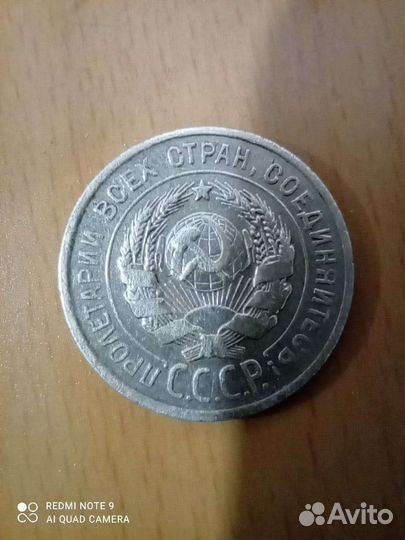 ПРОЛЕТАРИИ ВСЕХ СТРАН, СОЕДИНЯЙТЕСЬ!
С.С.С.Р.
REDMI NOTE 9
AI QUAD CAMERA
Avito